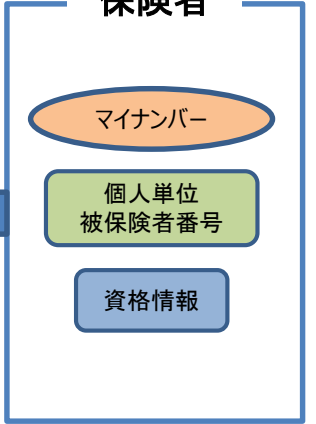 保険者
マイナンバー
個人単位
被保険者番号
資格情報